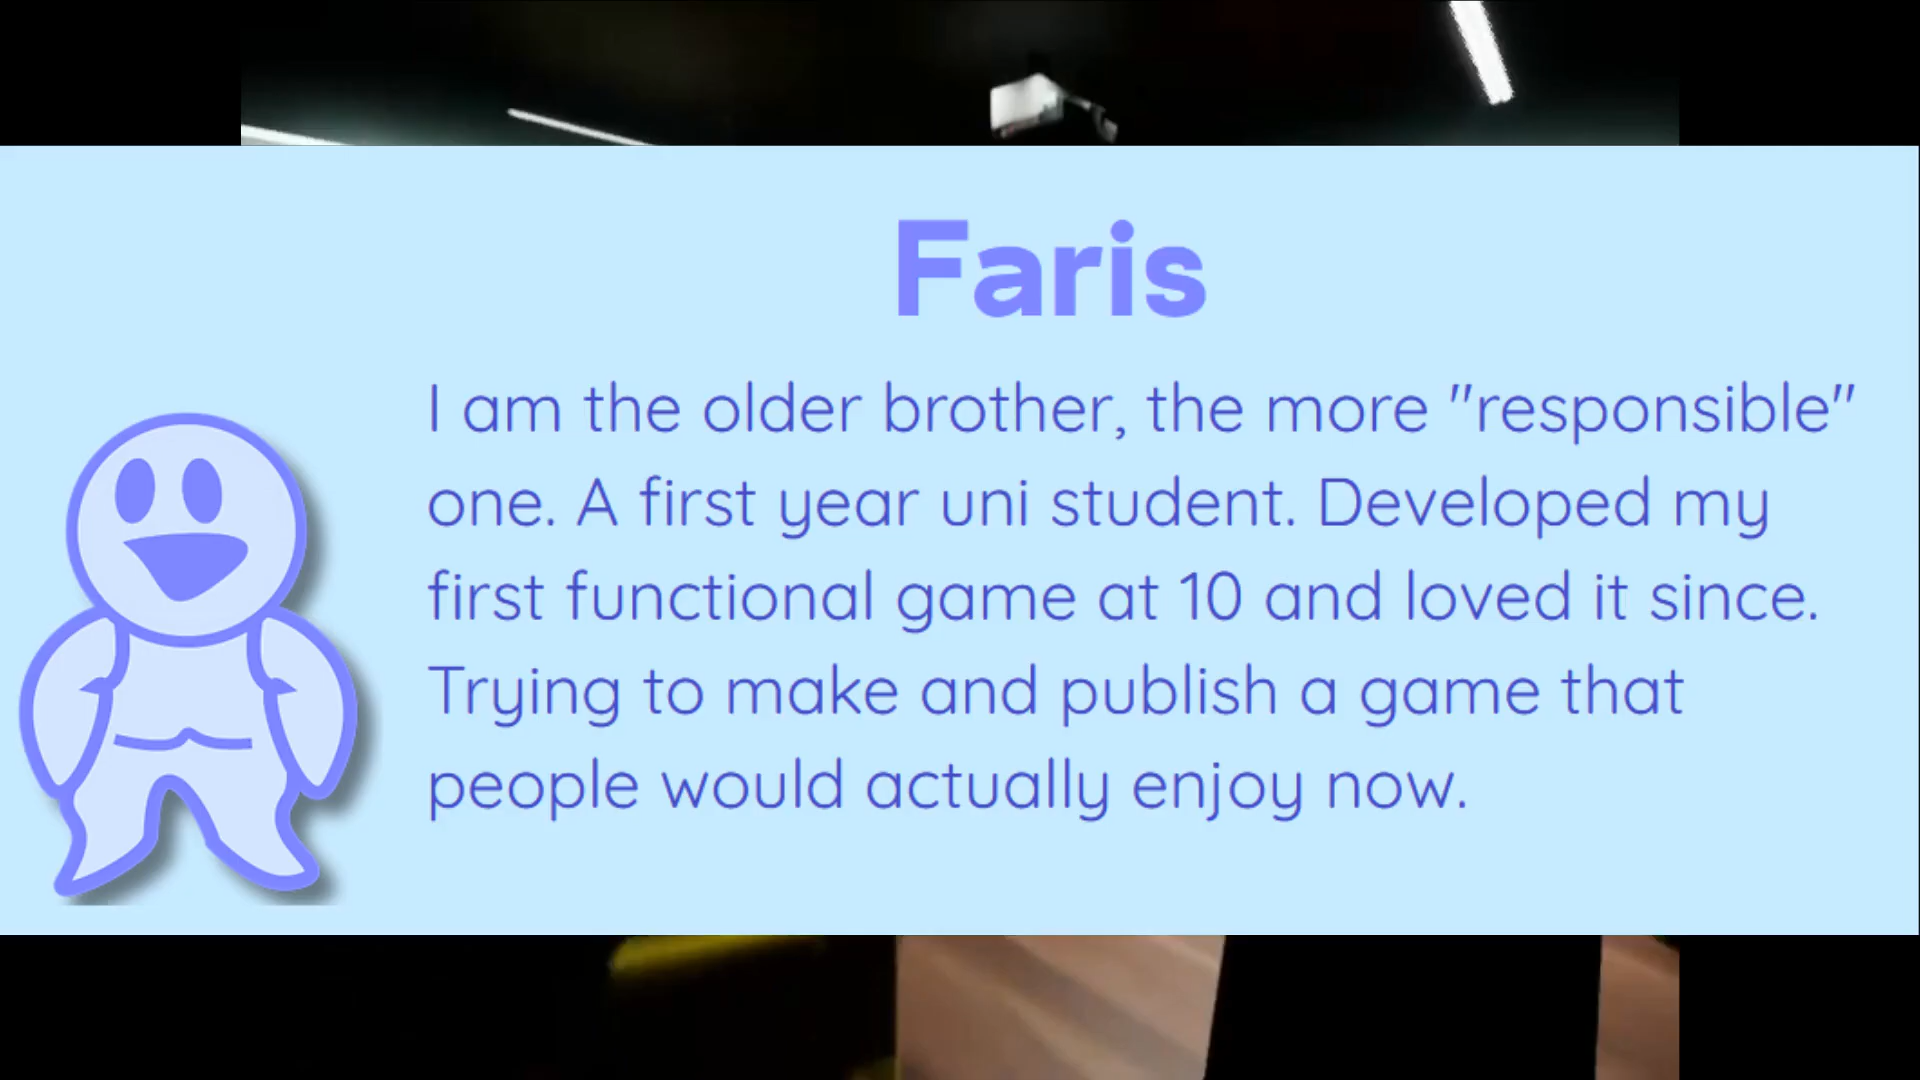 Faris
I am the older brother, the more "responsible"
one. A first year uni student. Developed my
first functional game at 10 and loved it since.
Trying to make and publish a game that
people would actually enjoy now.